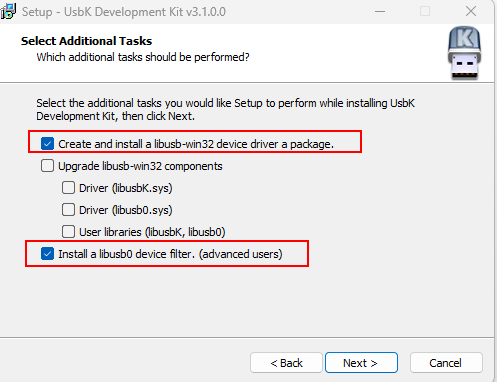 Setup - UsbK Development Kit v3.1.0.0
Select Additional Tasks
Which additional tasks should be performed?
K
Select the additional tasks you would like Setup to perform while installing UsbK
Development Kit, then click Next.
Create and install a libusb-win32 device driver a package.
Upgrade libusb-win32 components
Driver (libusbK.sys)
Driver (libusb0.sys)
User libraries (libusbK, libusb0)
Install a libusb0 device filter. (advanced users)
< Back
Next >
Cancel